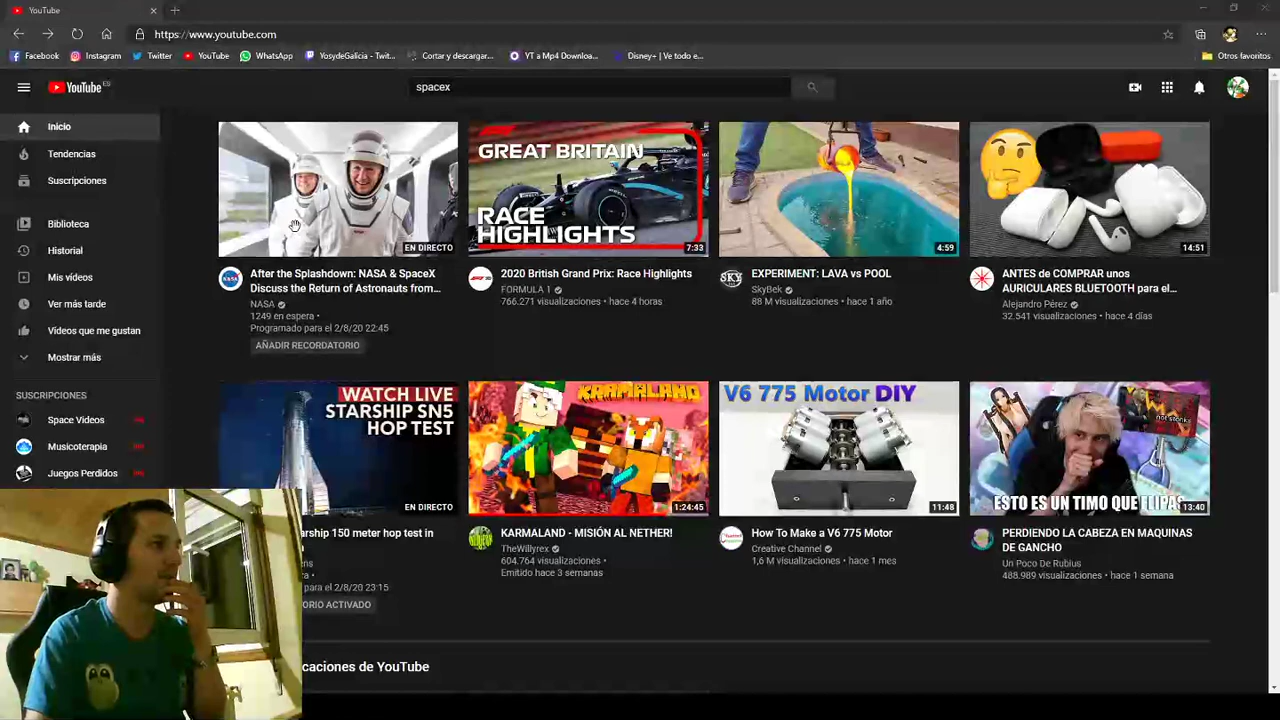 YouTube
https://www.youtube.com
Facebook
Instagram
Twitter
YouTube
WhatsApp
YosydeGalicia - Twit...
Cortar y descargar...
YT a Mp4 Downloa...
Disney+ | Ve todo e...
Otros favoritos
YouTube ES
spacex
Inicio
Tendencias
Suscripciones
Biblioteca
Historial
Mis vídeos
Ver más tarde
Vídeos que me gustan
Mostrar más
SUSCRIPCIONES
Space Videos
Musicoterapia
Juegos Perdidos
EN DIRECTO
After the Splashdown: NASA & SpaceX
Discuss the Return of Astronauts from...
NASA
1249 en espera •
Programado para el 2/8/20 22:45
AÑADIR RECORDATORIO
GREAT BRITAIN
RACE
HIGHLIGHTS
7:33
2020 British Grand Prix: Race Highlights
FORMULA 1
766.271 visualizaciones • hace 4 horas
4:59
SKY
EXPERIMENT: LAVA vs POOL
SkyBek
88 M visualizaciones • hace 1 año
14:51
ANTES de COMPRAR unos
AURICULARES BLUETOOTH para el...
Alejandro Pérez
32.541 visualizaciones • hace 4 días
WATCH LIVE
STARSHIP SN5
HOP TEST
EN DIRECTO
arship 150 meter hop test in
ra •
para el 2/8/20 23:15
ORIO ACTIVADO
KARMALAND
1:24:45
KARMALAND - MISIÓN AL NETHER!
TheWillyrex
604.764 visualizaciones •
Emitido hace 3 semanas
V6 775 Motor DIY
11:48
How To Make a V6 775 Motor
Creative Channel
1,6 M visualizaciones • hace 1 mes
ESTO ES UN TIMO QUE FLIPAS
13:40
PERDIENDO LA CABEZA EN MAQUINAS
DE GANCHO
Un Poco De Rubius
488.989 visualizaciones • hace 1 semana
caciones de YouTube